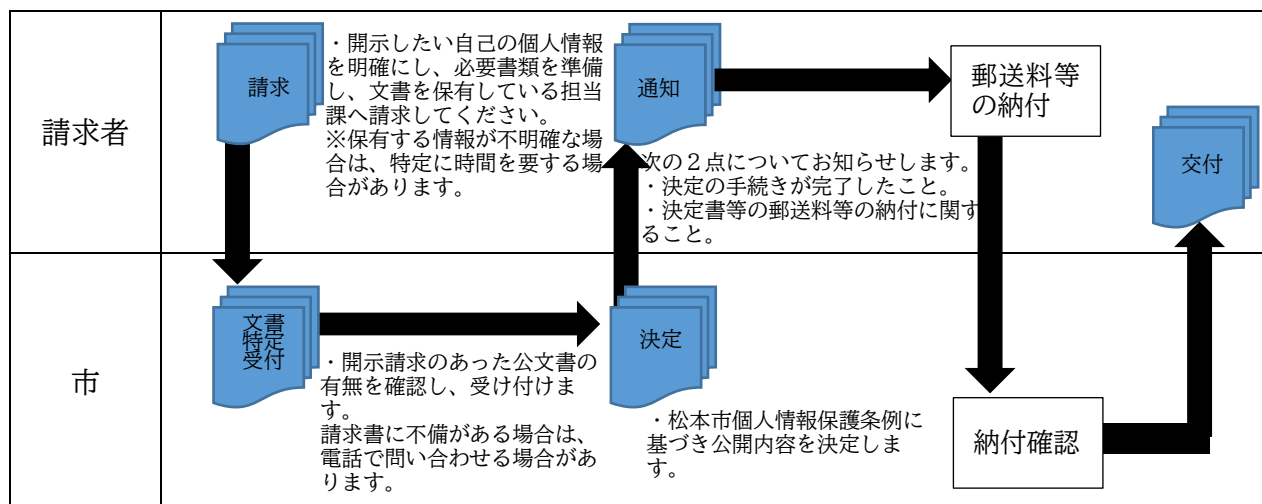 請求者
請求
・開示したい自己の個人情報
を明確にし、必要書類を準備
し、文書を保有している担当
課へ請求してください。
※保有する情報が不明確な場
合は、特定に時間を要する場
合があります。
通知
次の２点についてお知らせします。
・決定の手続きが完了したこと。
・決定書等の郵送料等の納付に関す
ること。
郵送料等
の納付
交付
市
文書
特定
受付
・開示請求のあった公文書の
有無を確認し、受け付けま
す。
請求書に不備がある場合は、
電話で問い合わせる場合があ
ります。
決定
・松本市個人情報保護条例に
基づき公開内容を決定しま
す。
納付確認